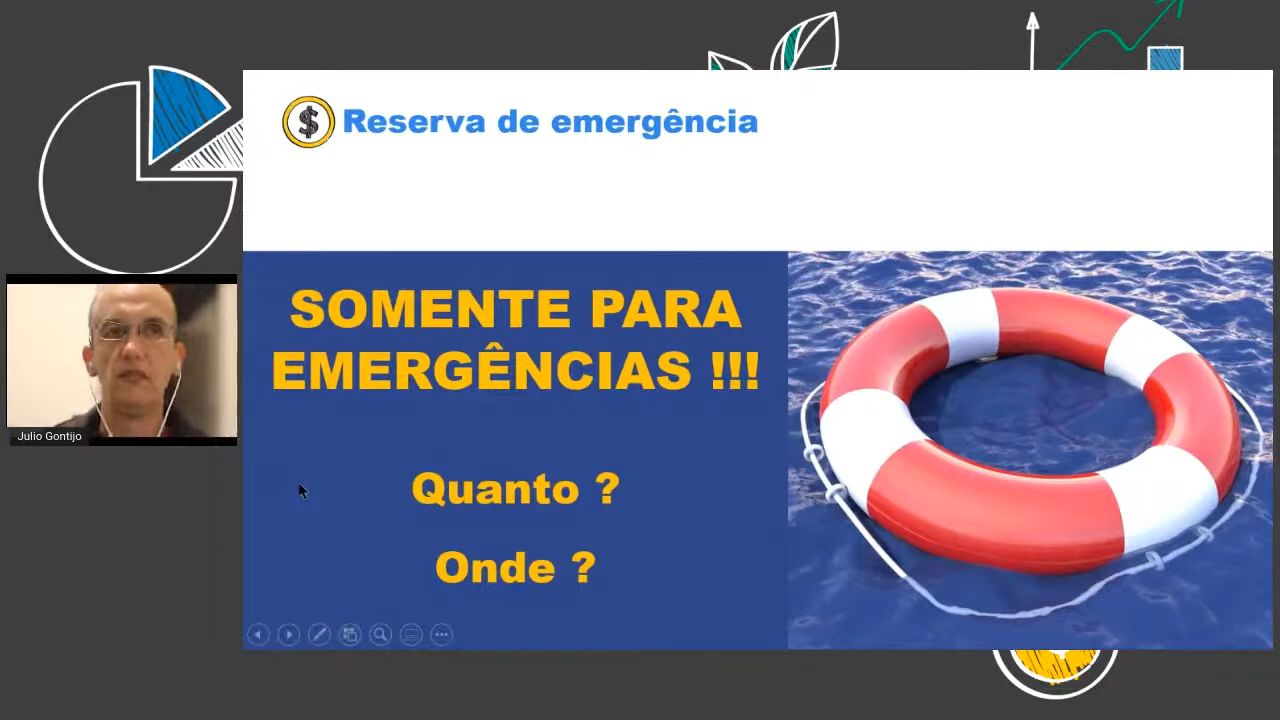 $ Reserva de emergência
SOMENTE PARA
EMERGÊNCIAS !!!
Quanto ?
Onde ?
Julio Gontijo